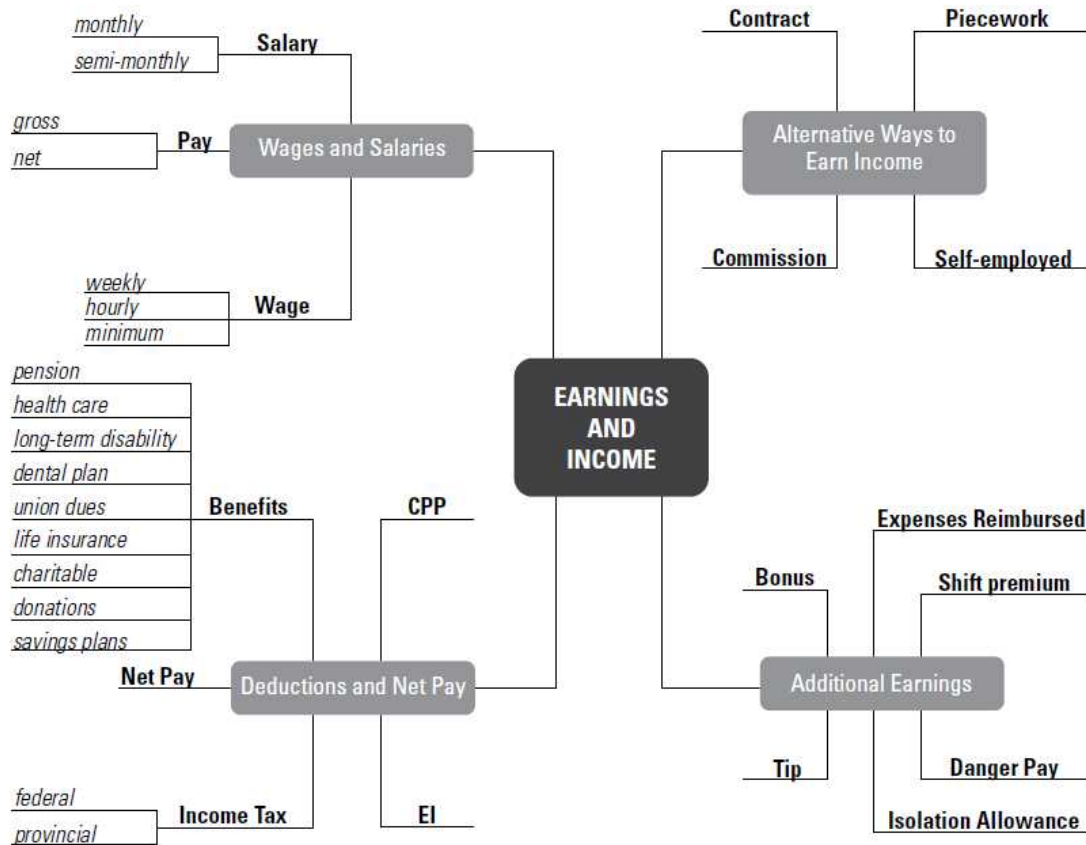 monthly
semi-monthly
Salary
gross
net
Pay
Wages and Salaries
weekly
hourly
minimum
Wage
Contract
Piecework
Alternative Ways to
Earn Income
Commission
Self-employed
EARNINGS
AND
INCOME
pension
health care
long-term disability
dental plan
union dues
life insurance
charitable
donations
savings plans
Benefits
CPP
Net Pay
Deductions and Net Pay
federal
provincial
Income Tax
EI
Expenses Reimbursed
Bonus
Shift premium
Additional Earnings
Tip
Danger Pay
Isolation Allowance